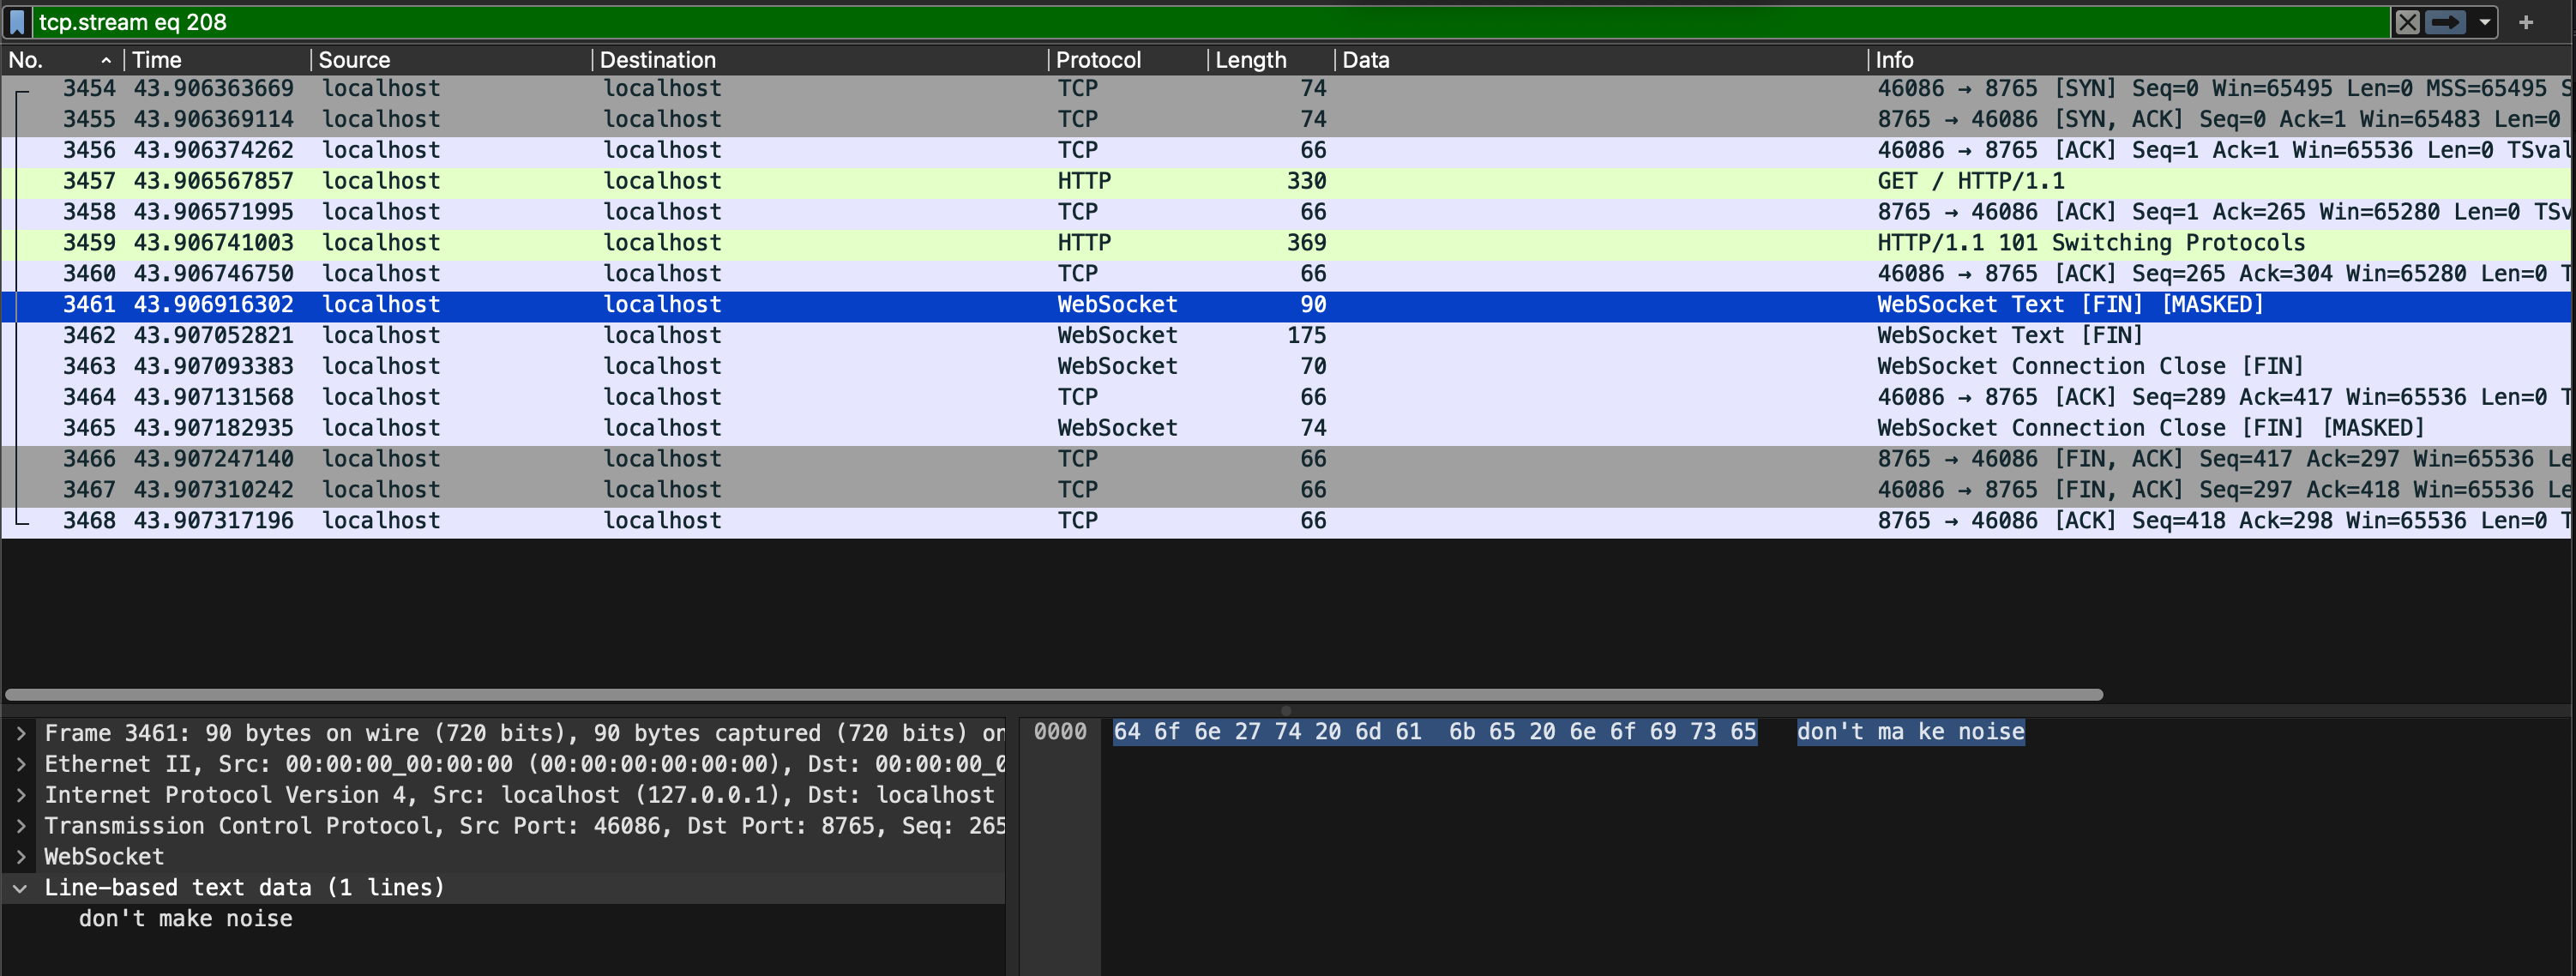 tcp.stream eq 208
No. Time Source Destination Protocol Length Data Info
3454 43.906363669 localhost localhost TCP 74 46086 → 8765 [SYN] Seq=0 Win=65495 Len=0 MSS=65495 S
3455 43.906369114 localhost localhost TCP 74 8765 → 46086 [SYN, ACK] Seq=0 Ack=1 Win=65483 Len=0
3456 43.906374262 localhost localhost TCP 66 46086 → 8765 [ACK] Seq=1 Ack=1 Win=65536 Len=0 TSval
3457 43.906567857 localhost localhost HTTP 330 GET / HTTP/1.1
3458 43.906571995 localhost localhost TCP 66 8765 → 46086 [ACK] Seq=1 Ack=265 Win=65280 Len=0 TSv
3459 43.906741003 localhost localhost HTTP 369 HTTP/1.1 101 Switching Protocols
3460 43.906746750 localhost localhost TCP 66 46086 → 8765 [ACK] Seq=265 Ack=304 Win=65280 Len=0 T
3461 43.906916302 localhost localhost WebSocket 90 WebSocket Text [FIN] [MASKED]
3462 43.907052821 localhost localhost WebSocket 175 WebSocket Text [FIN]
3463 43.907093383 localhost localhost WebSocket 70 WebSocket Connection Close [FIN]
3464 43.907131568 localhost localhost TCP 66 46086 → 8765 [ACK] Seq=289 Ack=417 Win=65536 Len=0 T
3465 43.907182935 localhost localhost WebSocket 74 WebSocket Connection Close [FIN] [MASKED]
3466 43.907247140 localhost localhost TCP 66 8765 → 46086 [FIN, ACK] Seq=417 Ack=297 Win=65536 Le
3467 43.907310242 localhost localhost TCP 66 46086 → 8765 [FIN, ACK] Seq=297 Ack=418 Win=65536 Le
3468 43.907317196 localhost localhost TCP 66 8765 → 46086 [ACK] Seq=418 Ack=298 Win=65536 Len=0 T
Frame 3461: 90 bytes on wire (720 bits), 90 bytes captured (720 bits) on
Ethernet II, Src: 00:00:00_00:00:00 (00:00:00:00:00:00), Dst: 00:00:00_0
Internet Protocol Version 4, Src: localhost (127.0.0.1), Dst: localhost
Transmission Control Protocol, Src Port: 46086, Dst Port: 8765, Seq: 265
WebSocket
Line-based text data (1 lines)
don't make noise
0000 64 6f 6e 27 74 20 6d 61 6b 65 20 6e 6f 69 73 65 don't ma ke noise